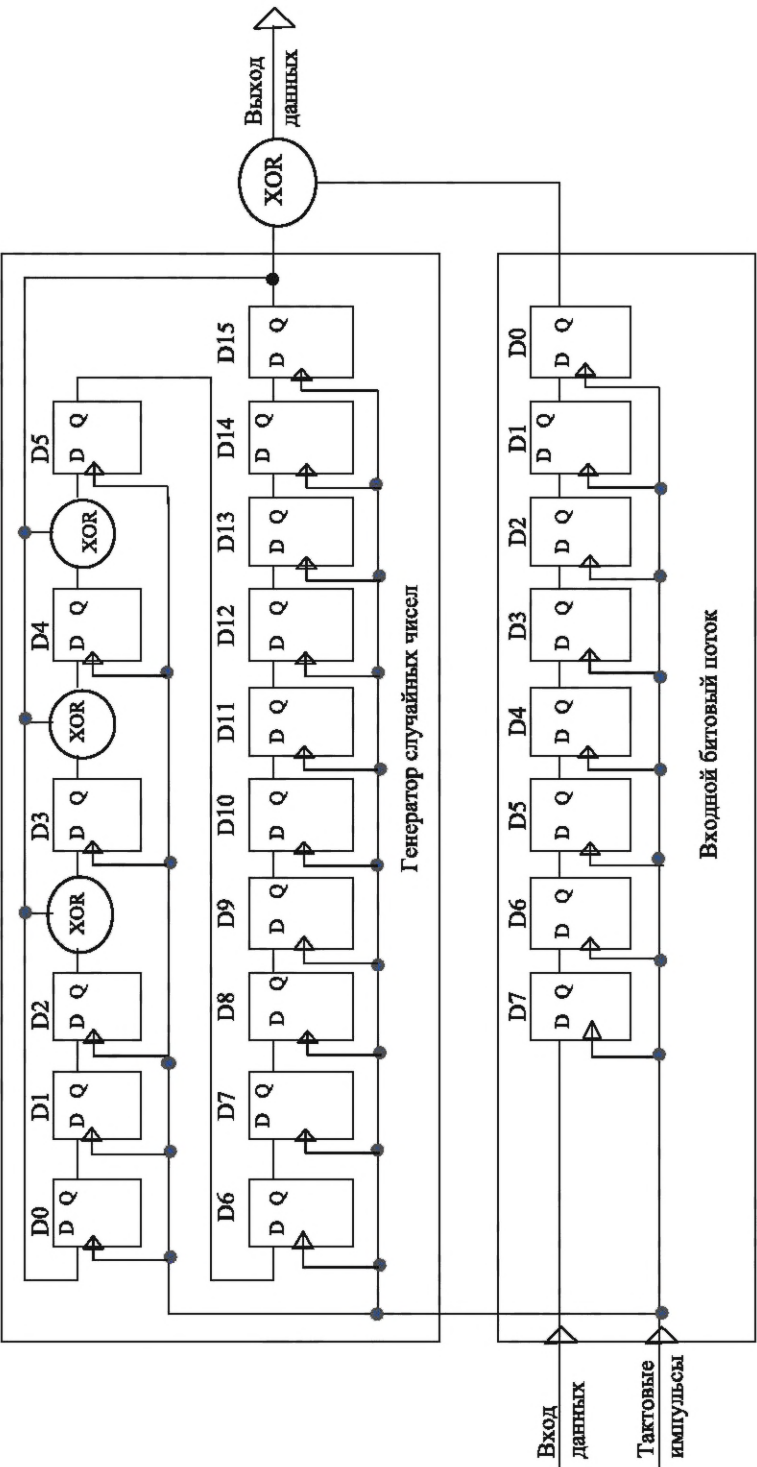 D0
D Q
D1
D Q
D2
D Q
XOR
D3
D Q
XOR
D4
D Q
XOR
D5
D Q
D6
D Q
D7
D Q
D8
D Q
D9
D Q
D10
D Q
D11
D Q
D12
D Q
D13
D Q
D14
D Q
D15
D Q
Генератор случайных чисел
XOR
Выход
данных
Вход
данных
Тактовые
импульсы
D7
D Q
D6
D Q
D5
D Q
D4
D Q
D3
D Q
D2
D Q
D1
D Q
D0
D Q
Входной битовый поток